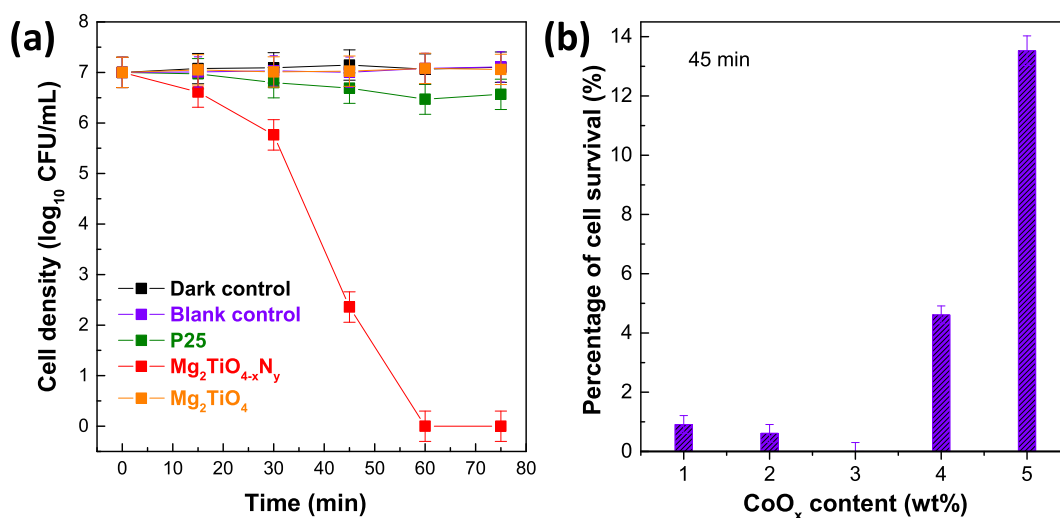 (a)
Cell density (log₁₀ CFU/mL)
8
7
6
5
4
3
2
1
0
Dark control
Blank control
P25
Mg₂TiO₄₋ₓNᵧ
Mg₂TiO₄
0 10 20 30 40 50 60 70 80
Time (min)
(b)
45 min
Percentage of cell survival (%)
14
12
10
8
6
4
2
0
1 2 3 4 5
CoOₓ content (wt%)